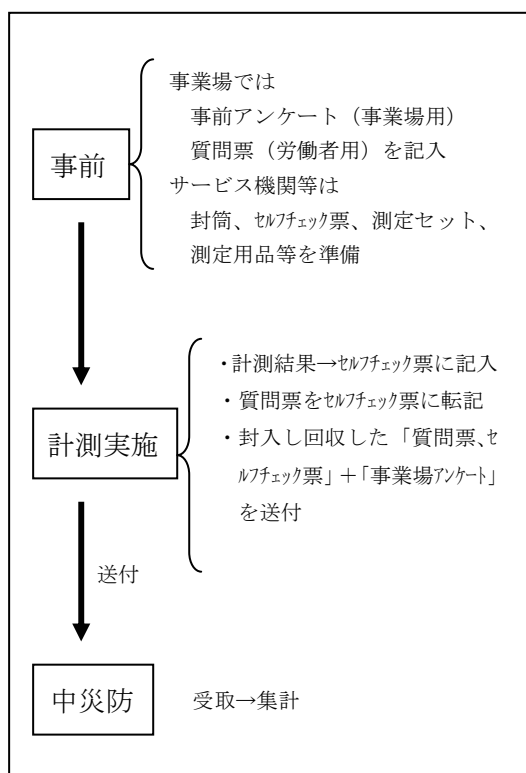 事業場では
事前アンケート（事業場用）
質問票（労働者用）を記入
事前
サービス機関等は
封筒、ｾﾙﾌﾁｪｯｸ票、測定セット、
測定用品等を準備
・計測結果→ｾﾙﾌﾁｪｯｸ票に記入
・質問票をｾﾙﾌﾁｪｯｸ票に転記
計測実施
・封入し回収した「質問票、ｾ
ﾙﾌﾁｪｯｸ票」＋「事業場ｱﾝｹｰﾄ」
を送付
送付
中災防
受取→集計